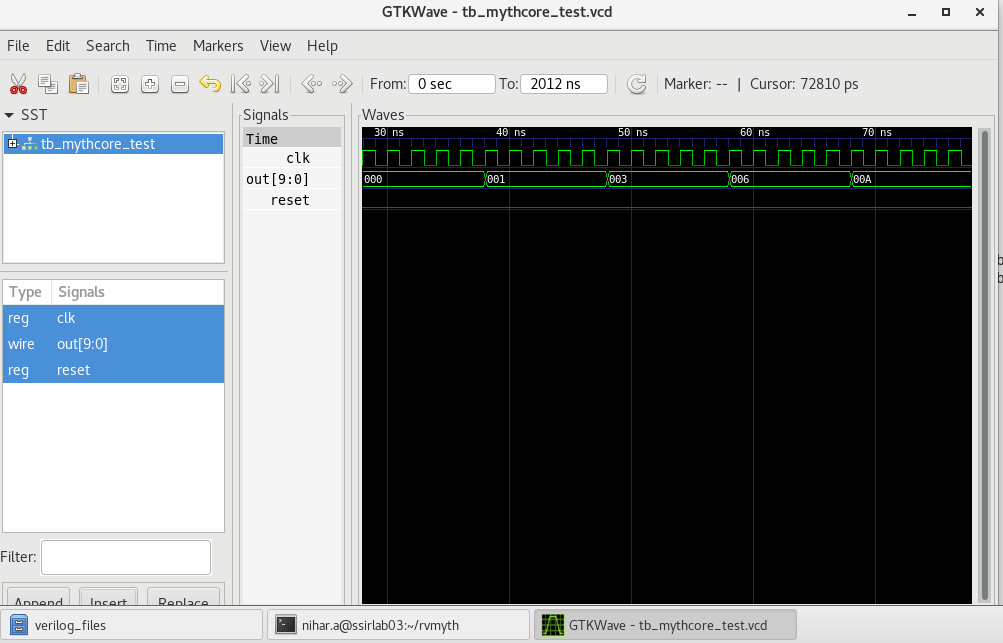 GTKWave - tb_mythcore_test.vcd
File Edit Search Time Markers View Help
From: 0 sec To: 2012 ns Marker: -- | Cursor: 72810 ps
SST
tb_mythcore_test
Type Signals
reg clk
wire out[9:0]
reg reset
Filter:
Append Insert Replace
Signals
Time
clk
out[9:0]
reset
Waves
30 ns 40 ns 50 ns 60 ns 70 ns
000 001 003 006 00A
b
b
verilog_files nihar.a@ssirlab03:~/rvmyth GTKWave - tb_mythcore_test.vcd